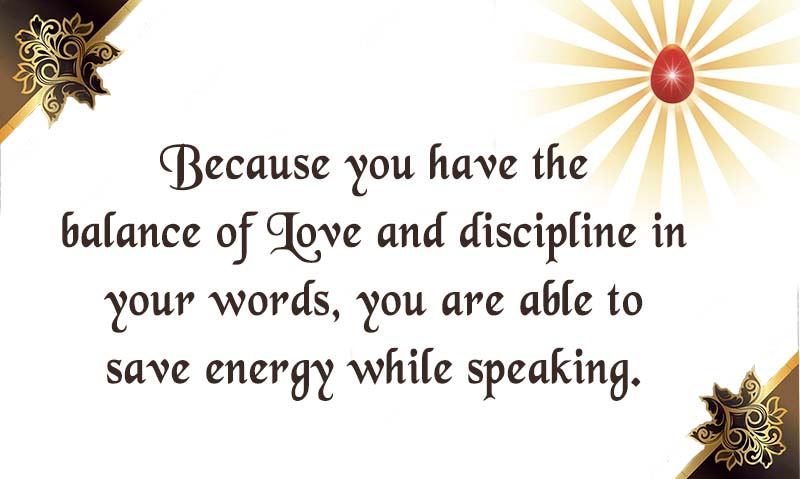 Because you have the
balance of Love and discipline in
your words, you are able to
save energy while speaking.